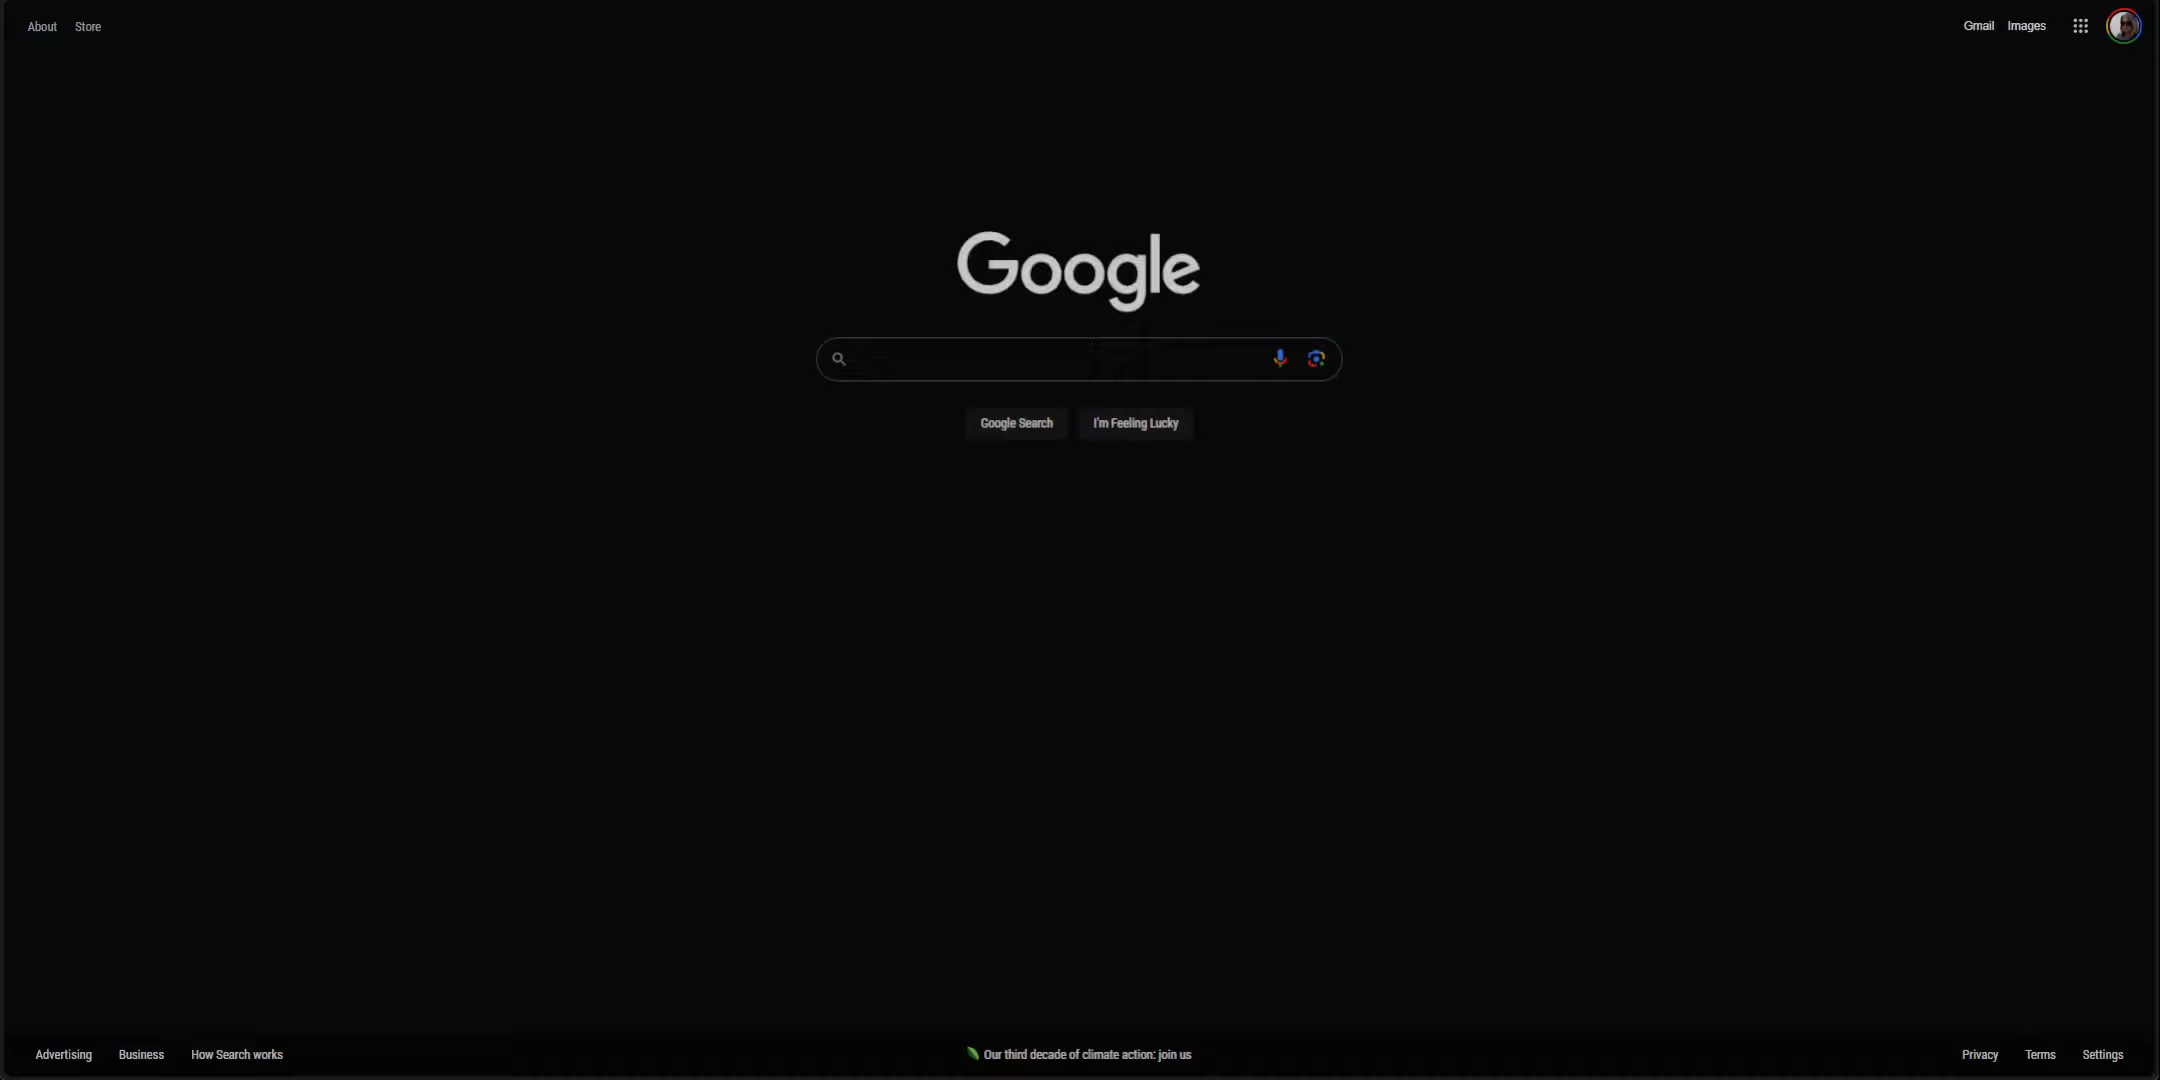 About Store
Gmail Images
Google
Google Search I'm Feeling Lucky
Advertising Business How Search works
Our third decade of climate action: join us
Privacy Terms Settings